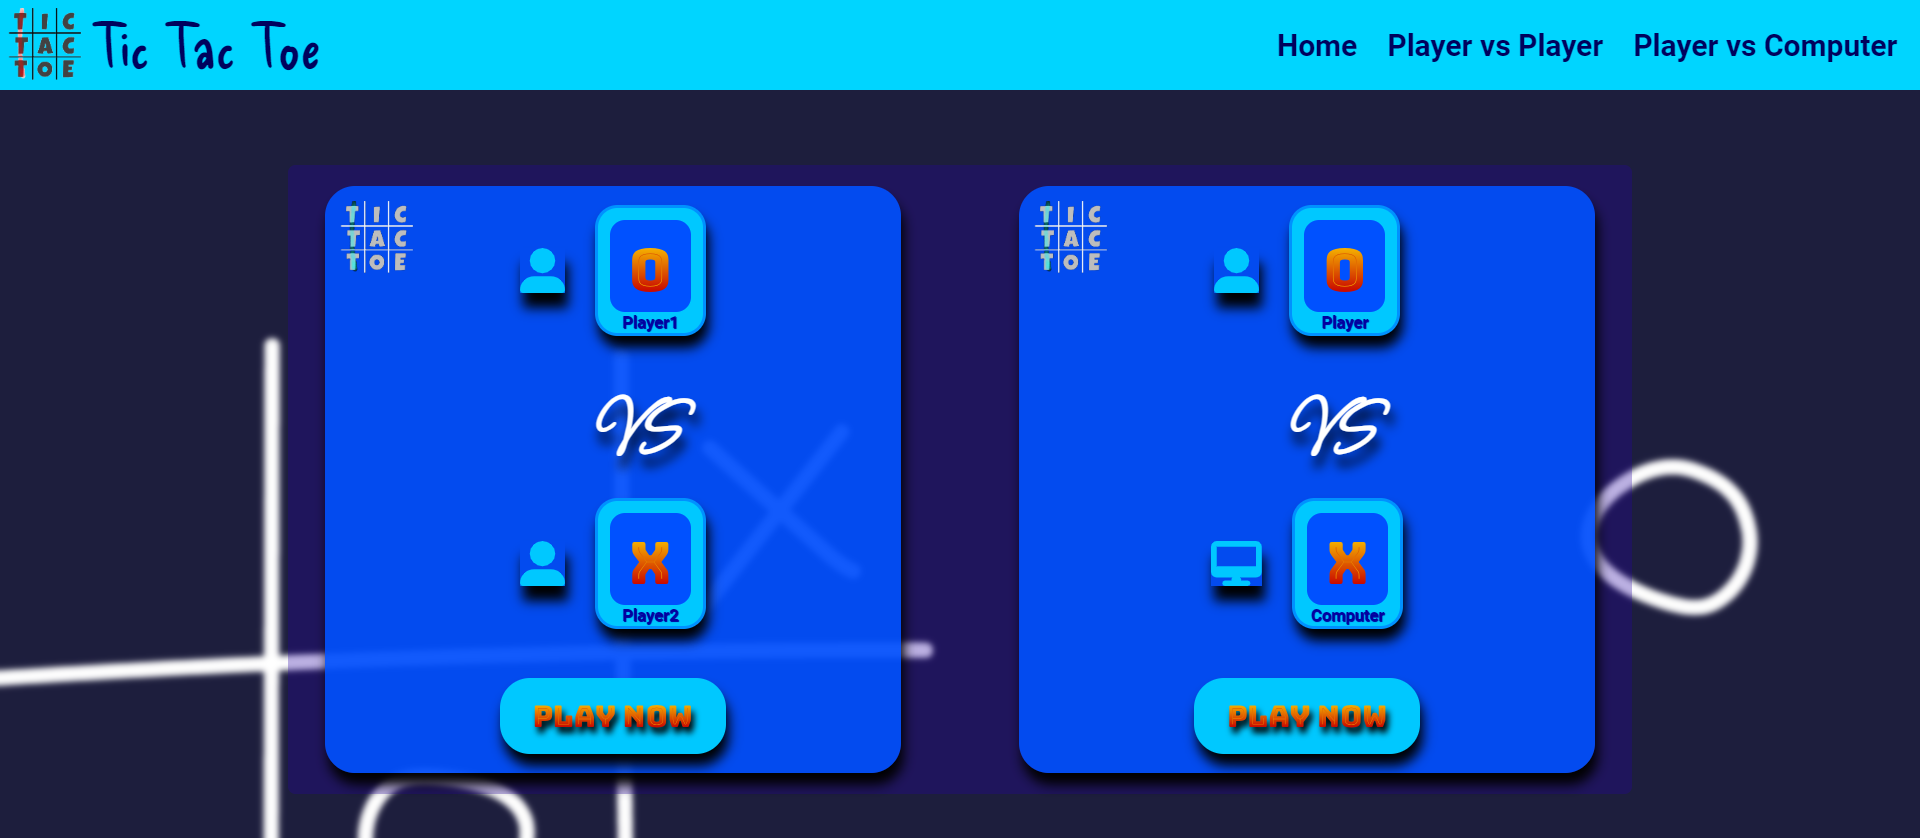 TIC
TAC
TOE
Tic Tac Toe
Home Player vs Player Player vs Computer
TIC
TAC
TOE
O
Player1
VS
X
Player2
PLAY NOW
TIC
TAC
TOE
O
Player
VS
X
Computer
PLAY NOW